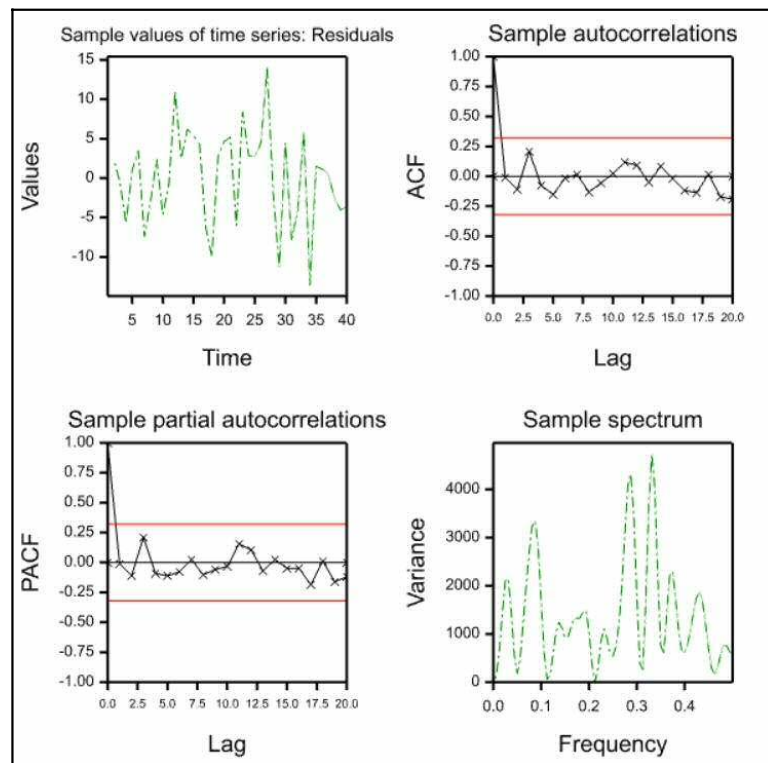 Sample values of time series: Residuals
15
10
5
0
-5
-10
Values
5 10 15 20 25 30 35 40
Time
Sample autocorrelations
1.00
0.75
0.50
0.25
0.00
-0.25
-0.50
-0.75
-1.00
ACF
0.0 2.5 5.0 7.5 10.0 12.5 15.0 17.5 20.0
Lag
Sample partial autocorrelations
1.00
0.75
0.50
0.25
0.00
-0.25
-0.50
-0.75
-1.00
PACF
0.0 2.5 5.0 7.5 10.0 12.5 15.0 17.5 20.0
Lag
Sample spectrum
4000
3000
2000
1000
0
Variance
0.0 0.1 0.2 0.3 0.4
Frequency